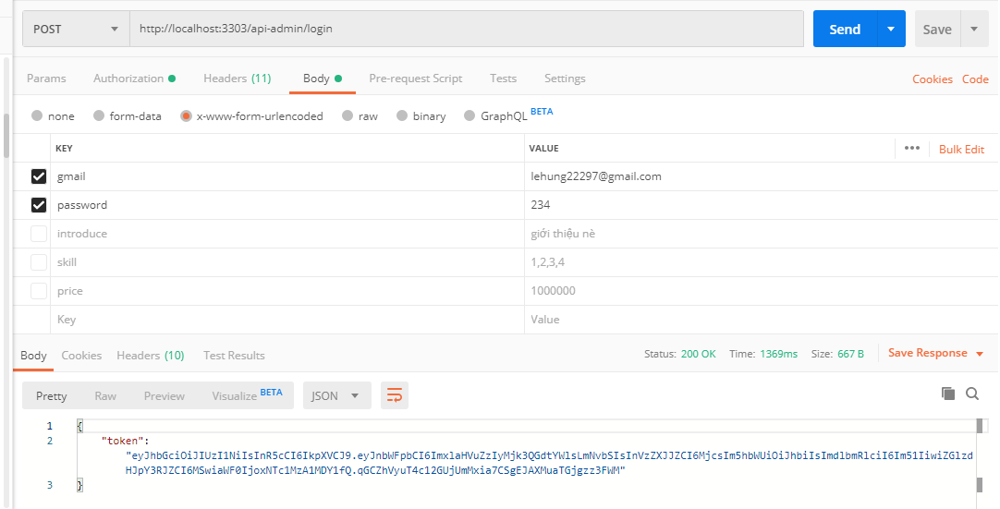 POST http://localhost:3303/api-admin/login Send Save
Params Authorization Headers (11) Body Pre-request Script Tests Settings Cookies Code
none form-data x-www-form-urlencoded raw binary GraphQL BETA
KEY VALUE ••• Bulk Edit
gmail lehung22297@gmail.com
password 234
introduce giới thiệu nè
skill 1,2,3,4
price 1000000
Key Value
Body Cookies Headers (10) Test Results Status: 200 OK Time: 1369ms Size: 667 B Save Response
Pretty Raw Preview Visualize BETA JSON
1 {
2 "token":
"eyJhbGciOiJIUzI1NiIsInR5cCI6IkpXVCJ9.eyJnbWFpbCI6ImxlaHVuZzIyMjk3QGdtYWlsLmNvbSIsInVzZXJJZCI6MjcsIm5hbWUiOiJhbiIsImdlbmRlciI6Im51IiwiZGlzd
HJpY3RJZCI6MSwiaWF0IjoxNTc1MzA1MDY1fQ.qGCZhVyuT4c12GUjUmMxia7CSgEJAXMuaTGjgzz3FWM"
3 }